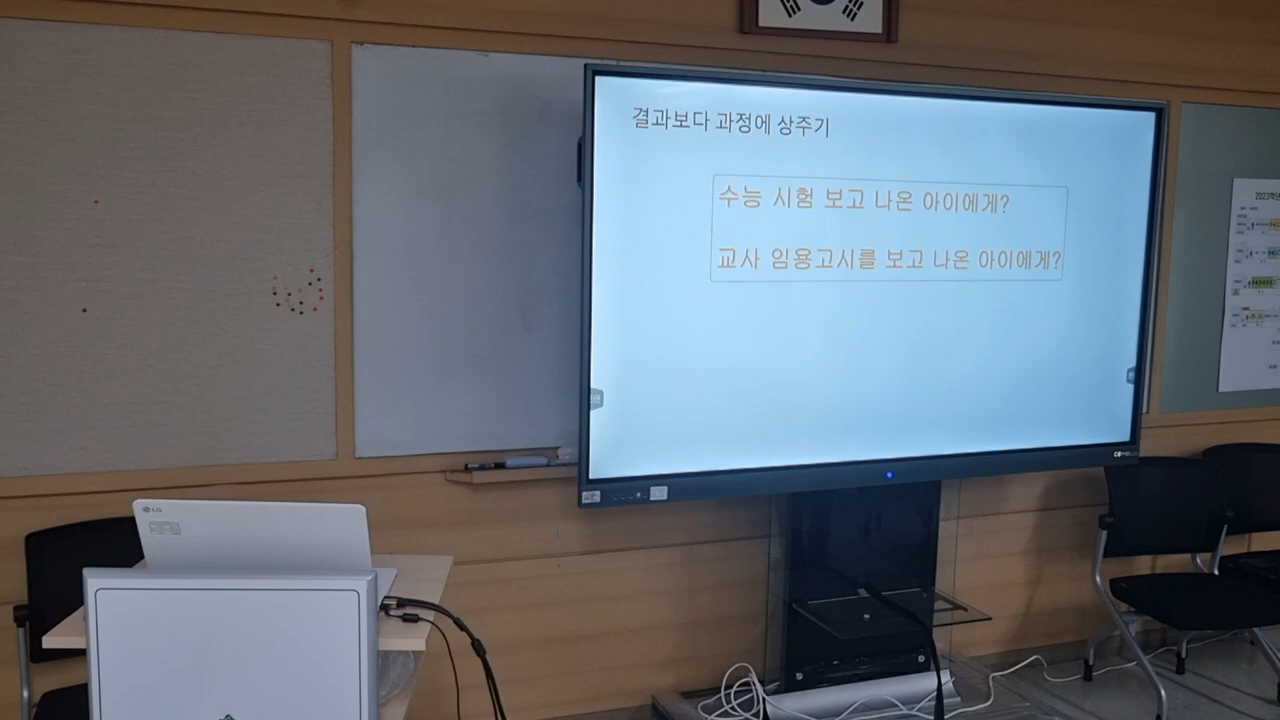 결과보다 과정에 상주기
수능 시험 보고 나온 아이에게?
교사 임용고시를 보고 나온 아이에게?
LG